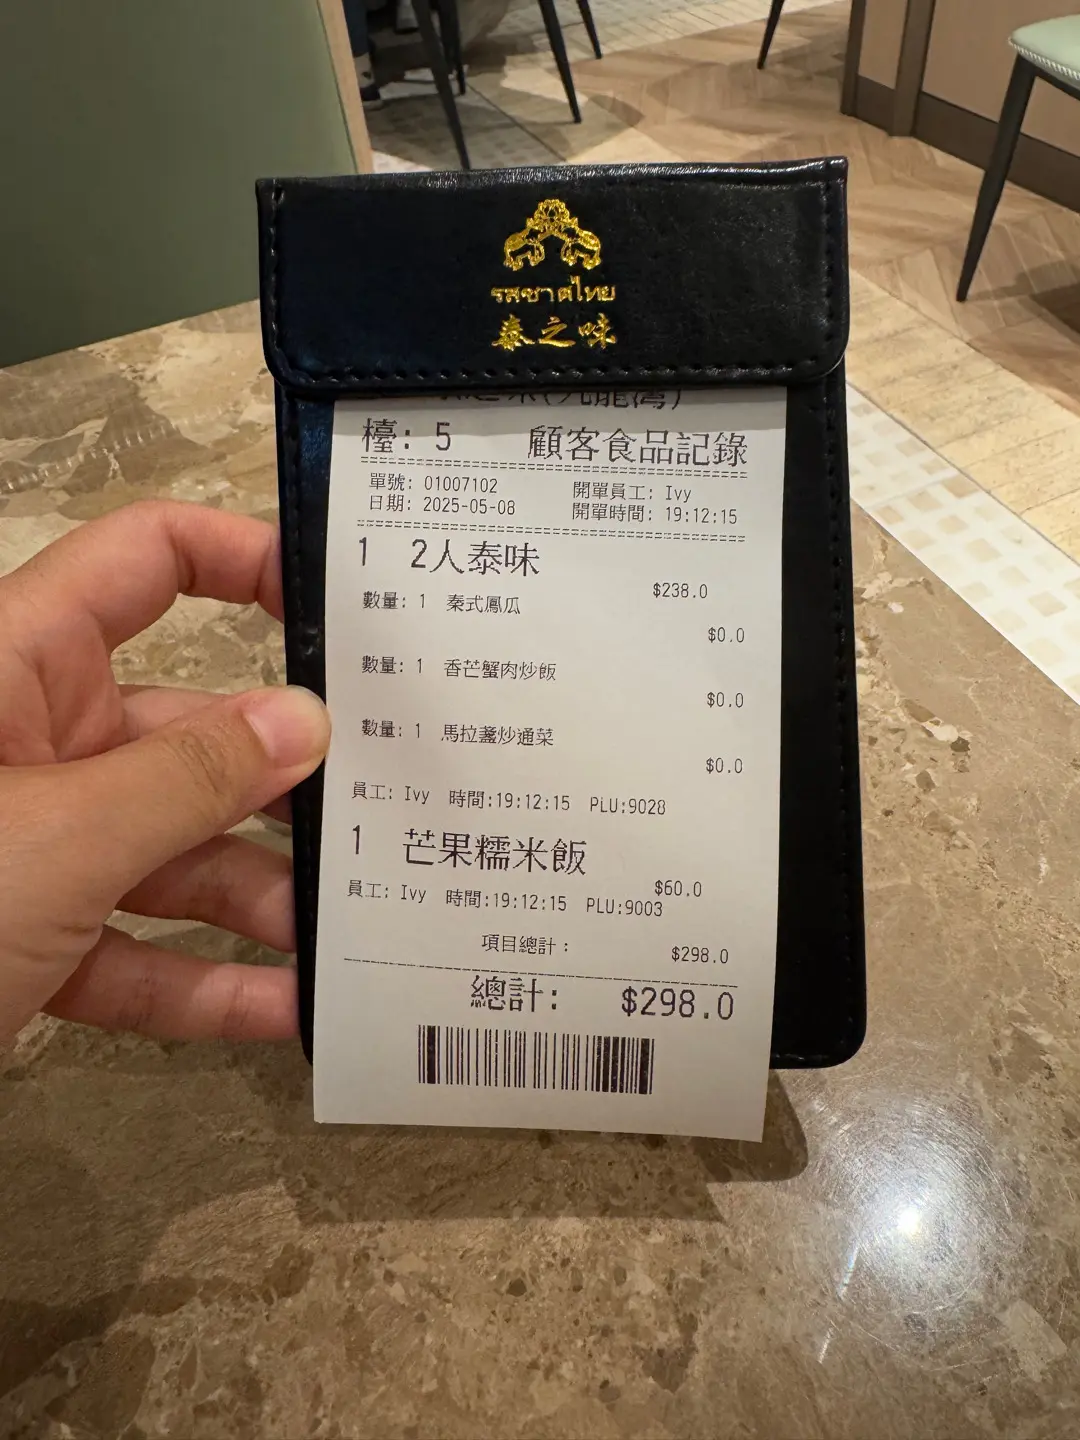 รสชาติไทย
泰之味
(九龍灣)
檯: 5 顧客食品記錄
單號: 01007102 開單員工: Ivy
日期: 2025-05-08 開單時間: 19:12:15
1 2人泰味
$238.0
數量: 1 秦式鳳瓜
$0.0
數量: 1 香芒蟹肉炒飯
$0.0
數量: 1 馬拉盞炒通菜
$0.0
員工: Ivy 時間:19:12:15 PLU:9028
1 芒果糯米飯
$60.0
員工: Ivy 時間:19:12:15 PLU:9003
項目總計: $298.0
總計: $298.0